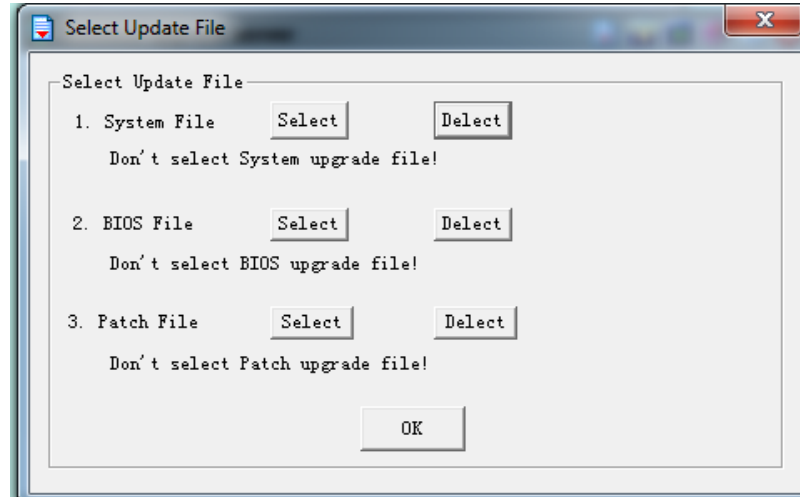 Select Update File
Select Update File
1. System File Select Delect
Don't select System upgrade file!
2. BIOS File Select Delect
Don't select BIOS upgrade file!
3. Patch File Select Delect
Don't select Patch upgrade file!
OK